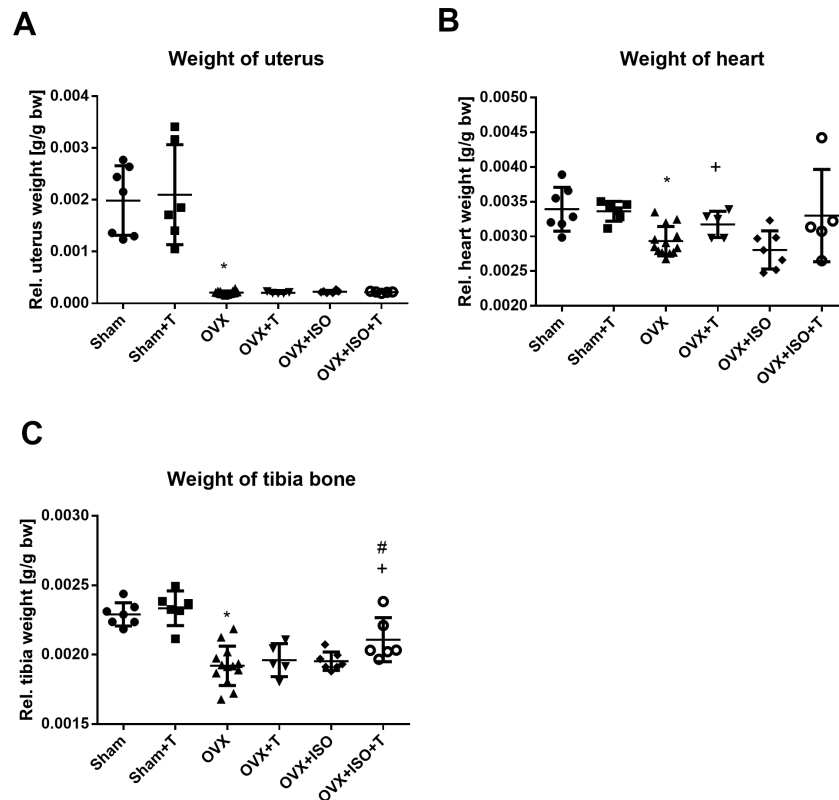 A
Weight of uterus
Rel. uterus weight [g/g bw]
0.004
0.003
0.002
0.001
0.000
*
Sham
Sham+T
OVX
OVX+T
OVX+ISO
OVX+ISO+T
B
Weight of heart
Rel. heart weight [g/g bw]
0.0050
0.0045
0.0040
0.0035
0.0030
0.0025
0.0020
*
+
Sham
Sham+T
OVX
OVX+T
OVX+ISO
OVX+ISO+T
C
Weight of tibia bone
Rel. tibia weight [g/g bw]
0.0030
0.0025
0.0020
0.0015
*
#
+
Sham
Sham+T
OVX
OVX+T
OVX+ISO
OVX+ISO+T